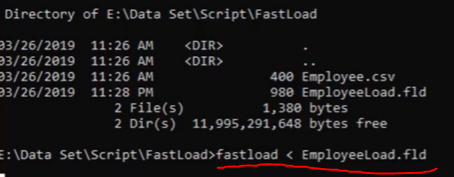 Directory of E:\Data Set\Script\FastLoad
03/26/2019 11:26 AM <DIR> .
03/26/2019 11:26 AM <DIR> ..
03/26/2019 11:26 AM 400 Employee.csv
03/26/2019 11:28 PM 980 EmployeeLoad.fld
2 File(s) 1,380 bytes
2 Dir(s) 11,995,291,648 bytes free
E:\Data Set\Script\FastLoad>fastload < EmployeeLoad.fld